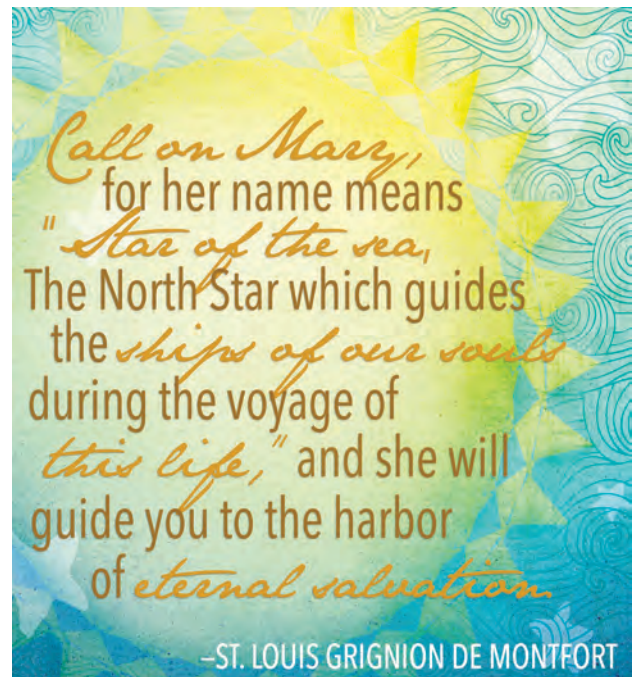 Call on Mary,
for her name means
"Star of the sea,
The North Star which guides
the ships of our souls
during the voyage of
this life," and she will
guide you to the harbor
of eternal salvation.
–ST. LOUIS GRIGNION DE MONTFORT